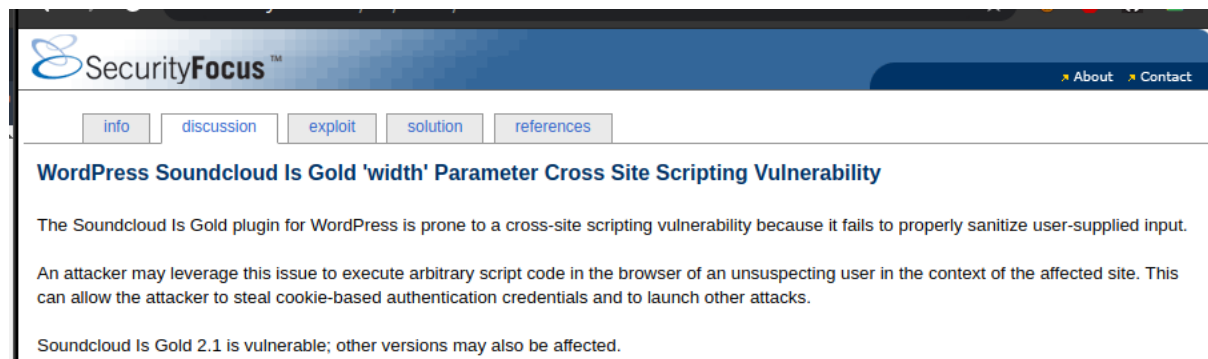 SecurityFocus ™
About Contact
info discussion exploit solution references
WordPress Soundcloud Is Gold 'width' Parameter Cross Site Scripting Vulnerability
The Soundcloud Is Gold plugin for WordPress is prone to a cross-site scripting vulnerability because it fails to properly sanitize user-supplied input.
An attacker may leverage this issue to execute arbitrary script code in the browser of an unsuspecting user in the context of the affected site. This
can allow the attacker to steal cookie-based authentication credentials and to launch other attacks.
Soundcloud Is Gold 2.1 is vulnerable; other versions may also be affected.